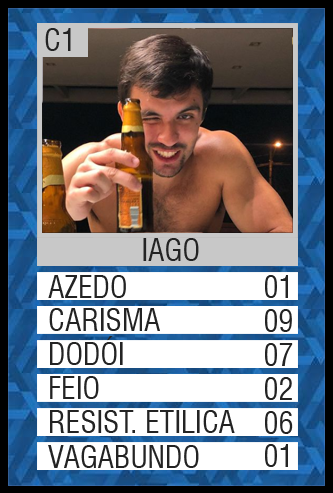 C1
IAGO
AZEDO 01
CARISMA 09
DODÓI 07
FEIO 02
RESIST. ETILICA 06
VAGABUNDO 01